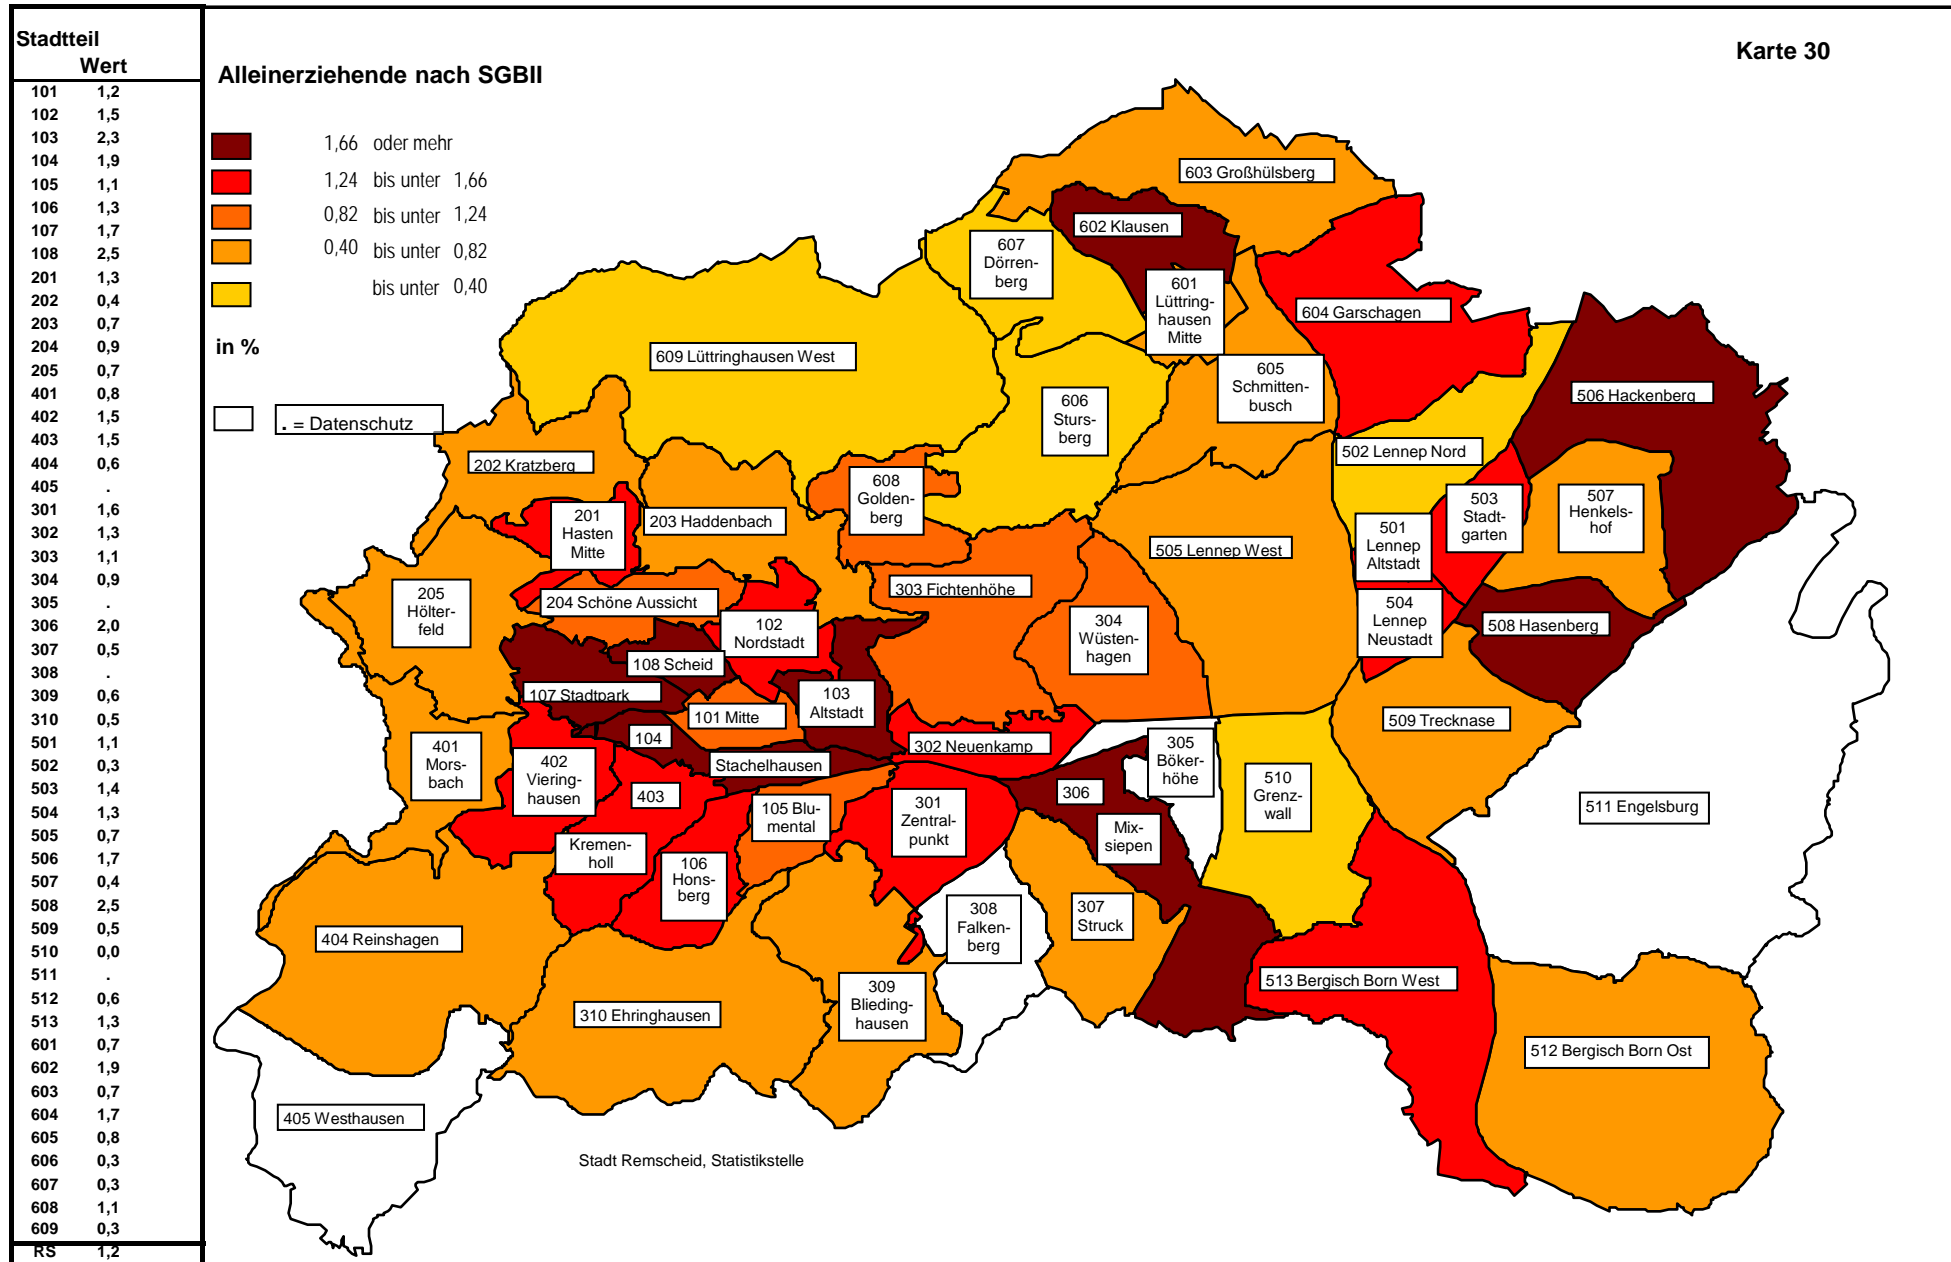 Stadtteil
Wert
101 1,2
102 1,5
103 2,3
104 1,9
105 1,1
106 1,3
107 1,7
108 2,5
201 1,3
202 0,4
203 0,7
204 0,9
205 0,7
401 0,8
402 1,5
403 1,5
404 0,6
405 .
301 1,6
302 1,3
303 1,1
304 0,9
305 .
306 2,0
307 0,5
308 .
309 0,6
310 0,5
501 1,1
502 0,3
503 1,4
504 1,3
505 0,7
506 1,7
507 0,4
508 2,5
509 0,5
510 0,0
511 .
512 0,6
513 1,3
601 0,7
602 1,9
603 0,7
604 1,7
605 0,8
606 0,3
607 0,3
608 1,1
609 0,3
RS 1,2
Karte 30
Alleinerziehende nach SGBII
1,66 oder mehr
1,24 bis unter 1,66
0,82 bis unter 1,24
0,40 bis unter 0,82
bis unter 0,40
in %
. = Datenschutz
603 Großhülsberg
602 Klausen
607
Dörren-
berg
601
Lüttring-
hausen
Mitte
604 Garschagen
609 Lüttringhausen West
605
Schmitten-
busch
606
Sturs-
berg
506 Hackenberg
502 Lennep Nord
202 Kratzberg
608
Golden-
berg
503
Stadt-
garten
507
Henkels-
hof
201
Hasten
Mitte
203 Haddenbach
501
Lennep
Altstadt
505 Lennep West
303 Fichtenhöhe
205
Hölter-
feld
204 Schöne Aussicht
102
Nordstadt
304
Wüsten-
hagen
504
Lennep
Neustadt
508 Hasenberg
108 Scheid
107 Stadtpark
103
Altstadt
101 Mitte
509 Trecknase
104
Stachelhausen
302 Neuenkamp
305
Böker-
höhe
401
Mors-
bach
402
Viering-
hausen
403
Kremen-
holl
105 Blu-
mental
301
Zentral-
punkt
306
Mix-
siepen
510
Grenz-
wall
511 Engelsburg
106
Hons-
berg
308
Falken-
berg
307
Struck
404 Reinshagen
513 Bergisch Born West
309
Blieding-
hausen
310 Ehringhausen
512 Bergisch Born Ost
405 Westhausen
Stadt Remscheid, Statistikstelle